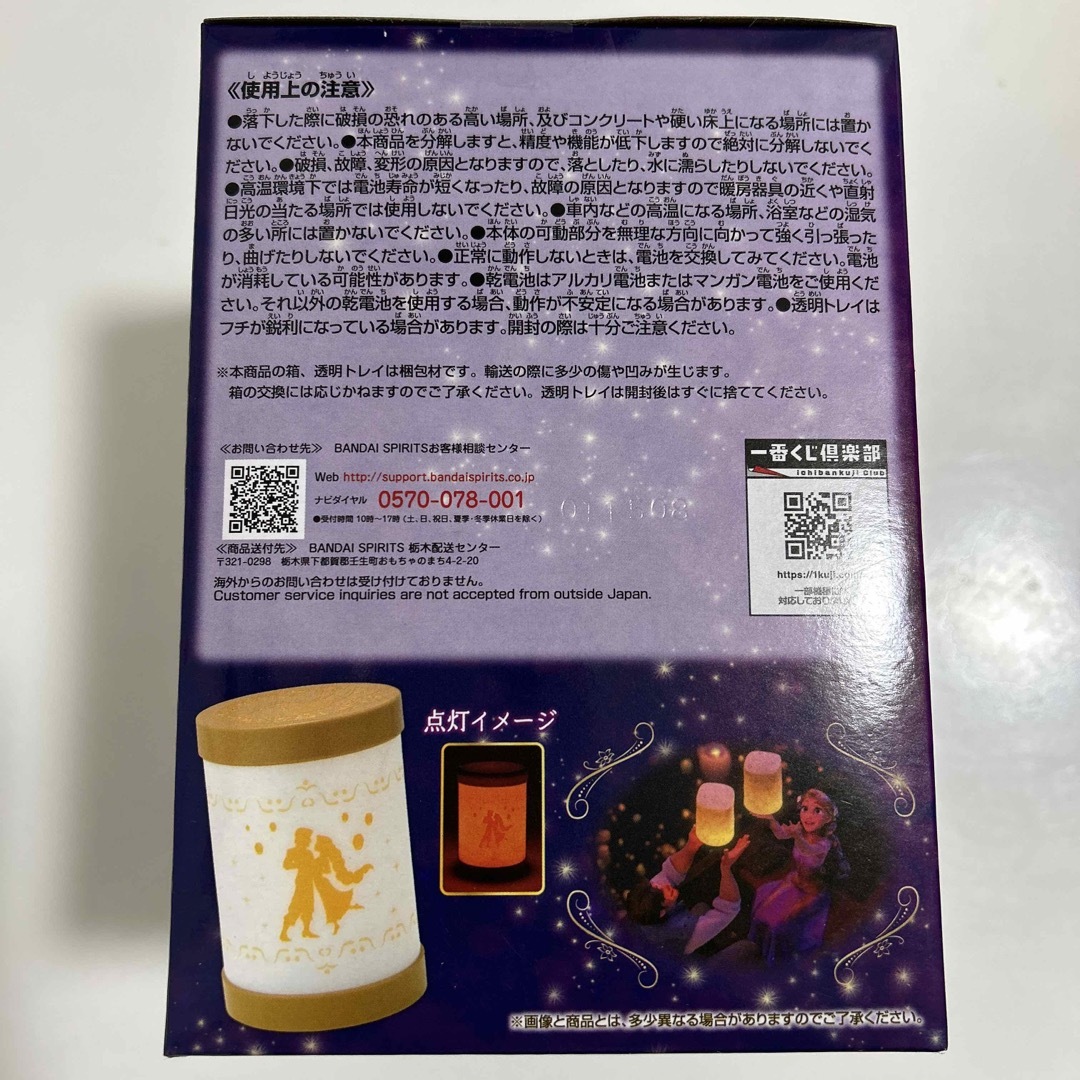 《使用上の注意》
●落下した際に破損の恐れのある高い場所、及びコンクリートや硬い床上になる場所には置か
ないでください。●本商品を分解しますと、精度や機能が低下しますので絶対に分解しないでく
ださい。●破損、故障、変形の原因となりますので、落としたり、水に濡らしたりしないでください。
●高温環境下では電池寿命が短くなったり、故障の原因となりますので暖房器具の近くや直射
日光の当たる場所では使用しないでください。●車内などの高温になる場所、浴室などの湿気
の多い所には置かないでください。●本体の可動部分を無理な方向に向かって強く引っ張った
り、曲げたりしないでください。●正常に動作しないときは、電池を交換してみてください。電池
が消耗している可能性があります。●乾電池はアルカリ電池またはマンガン電池をご使用くだ
さい。それ以外の乾電池を使用する場合、動作が不安定になる場合があります。●透明トレイは
フチが鋭利になっている場合があります。開封の際は十分ご注意ください。
※本商品の箱、透明トレイは梱包材です。輸送の際に多少の傷や凹みが生じます。
箱の交換には応じかねますのでご了承ください。透明トレイは開封後はすぐに捨ててください。
≪お問い合わせ先≫ BANDAI SPIRITSお客様相談センター
Web http://support.bandaispirits.co.jp
ナビダイヤル 0570-078-001
●受付時間 10時〜17時(土、日、祝日、夏季・冬季休業日を除く)
≪商品送付先≫ BANDAI SPIRITS 栃木配送センター
〒321-0298 栃木県下都賀郡壬生町おもちゃのまち4-2-20
海外からのお問い合わせは受け付けておりません。
Customer service inquiries are not accepted from outside Japan.
一番くじ倶楽部
Ichibankuji Club
https://1kuji.com/
一部機種に
対応しており
点灯イメージ
※画像と商品とは、多少異なる場合がありますのでご了承ください。